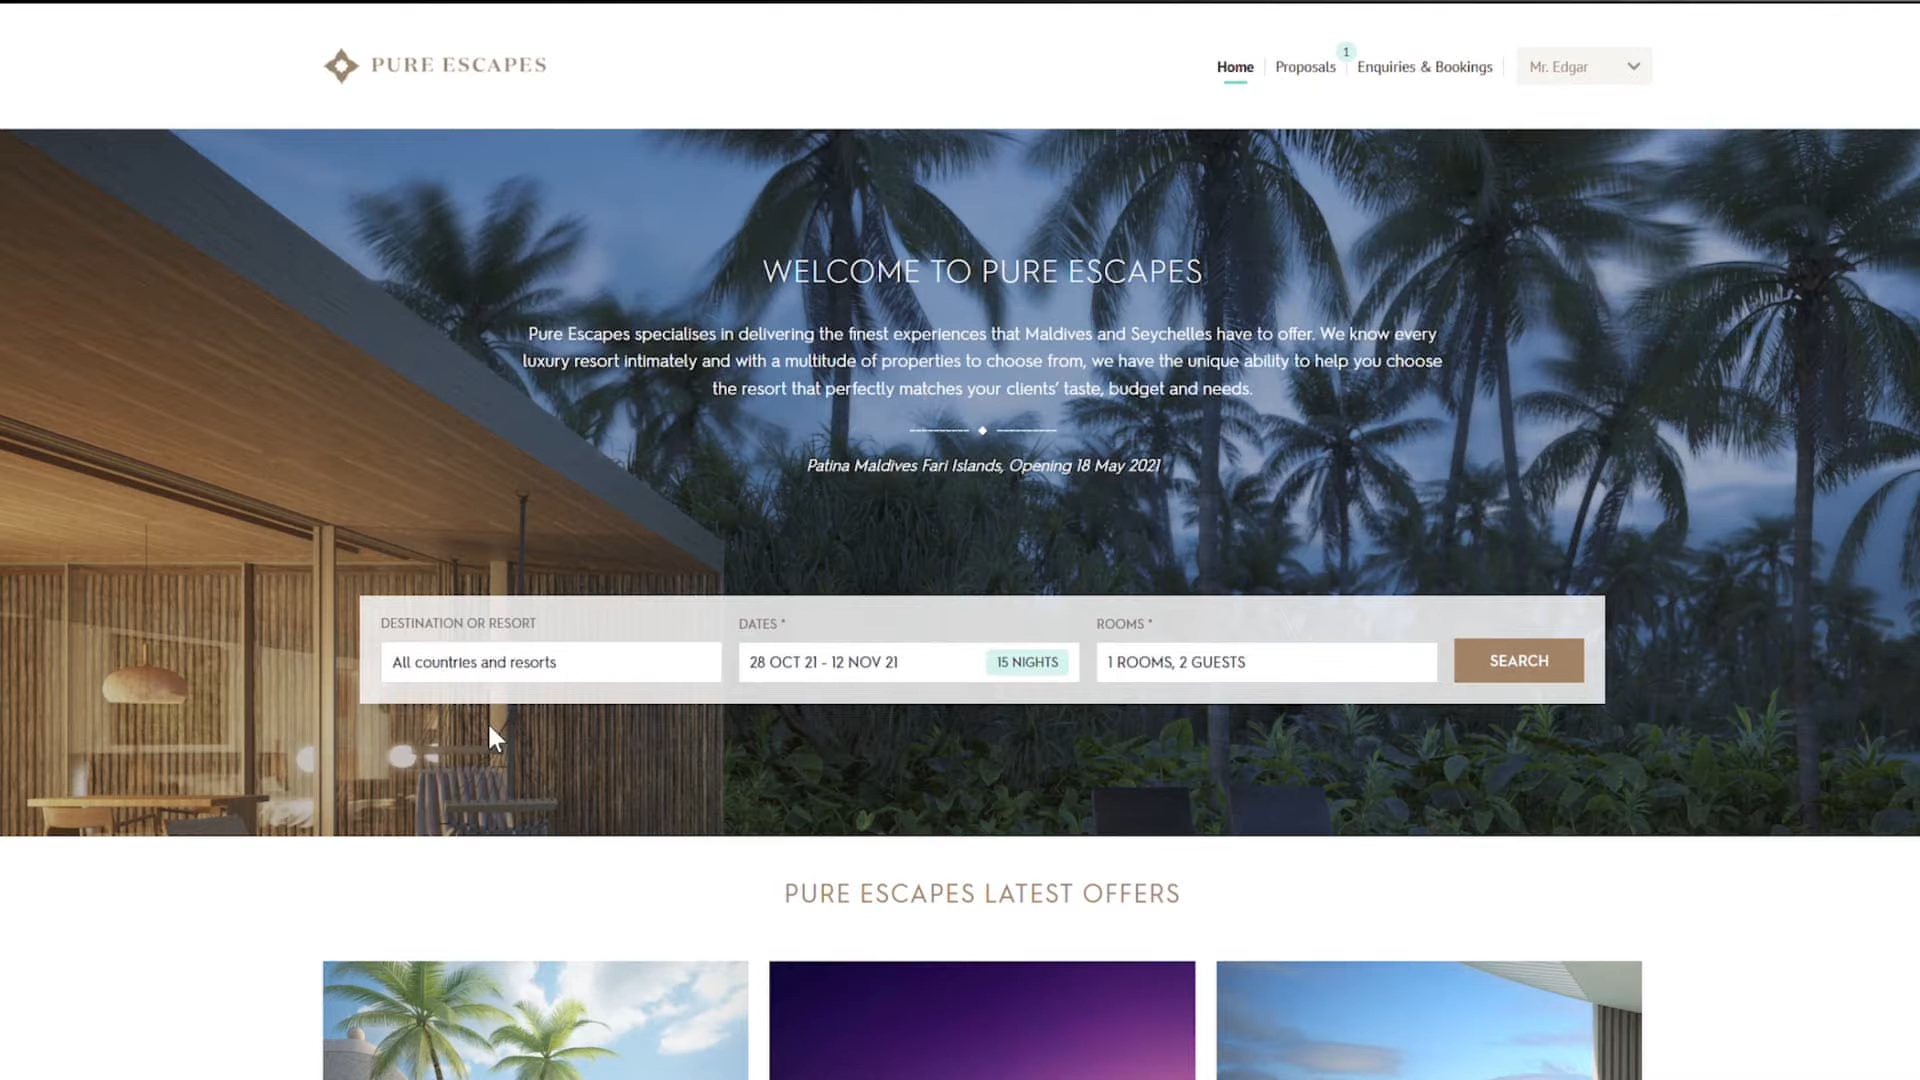 PURE ESCAPES
Home
Proposals
1
Enquiries & Bookings
Mr. Edgar
WELCOME TO PURE ESCAPES
Pure Escapes specialises in delivering the finest experiences that Maldives and Seychelles have to offer. We know every
luxury resort intimately and with a multitude of properties to choose from, we have the unique ability to help you choose
the resort that perfectly matches your clients' taste, budget and needs.
Patina Maldives Fari Islands, Opening 18 May 2021
DESTINATION OR RESORT
All countries and resorts
DATES *
28 OCT 21 - 12 NOV 21
15 NIGHTS
ROOMS *
1 ROOMS, 2 GUESTS
SEARCH
PURE ESCAPES LATEST OFFERS